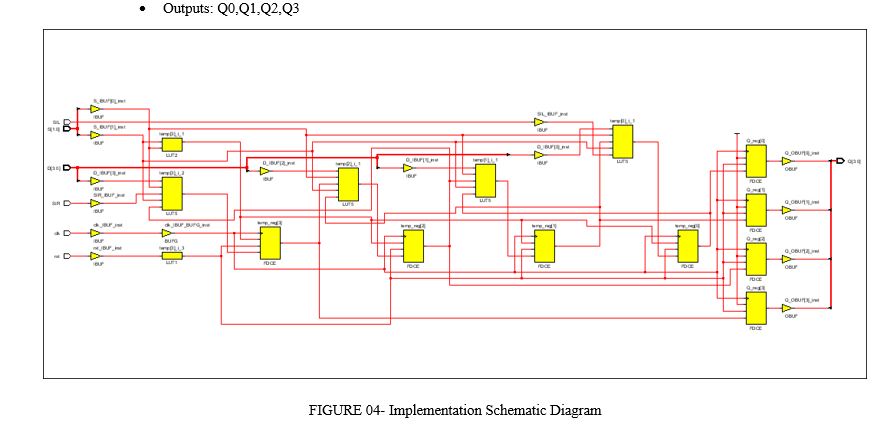 • Outputs: Q0,Q1,Q2,Q3
S_IBUF[0]_inst
IBUF
SIL
S[1:0]
S_IBUF[1]_inst
IBUF
temp[3]_i_1
LUT2
SIL_IBUF_inst
IBUF
temp[0]_i_1
LUT5
D[3:0]
D_IBUF[3]_inst
IBUF
temp[3]_i_2
LUT5
D_IBUF[2]_inst
IBUF
temp[2]_i_1
LUT5
D_IBUF[1]_inst
IBUF
temp[1]_i_1
LUT5
D_IBUF[0]_inst
IBUF
Q_reg[0]
FDCE
Q_OBUF[0]_inst
OBUF
Q[3:0]
SIR
SIR_IBUF_inst
IBUF
Q_reg[1]
FDCE
Q_OBUF[1]_inst
OBUF
clk
clk_IBUF_inst
IBUF
clk_IBUF_BUFG_inst
BUFG
rst
rst_IBUF_inst
IBUF
temp[3]_i_3
LUT1
temp_reg[3]
FDCE
temp_reg[2]
FDCE
temp_reg[1]
FDCE
temp_reg[0]
FDCE
Q_reg[2]
FDCE
Q_OBUF[2]_inst
OBUF
Q_reg[3]
FDCE
Q_OBUF[3]_inst
OBUF
FIGURE 04- Implementation Schematic Diagram